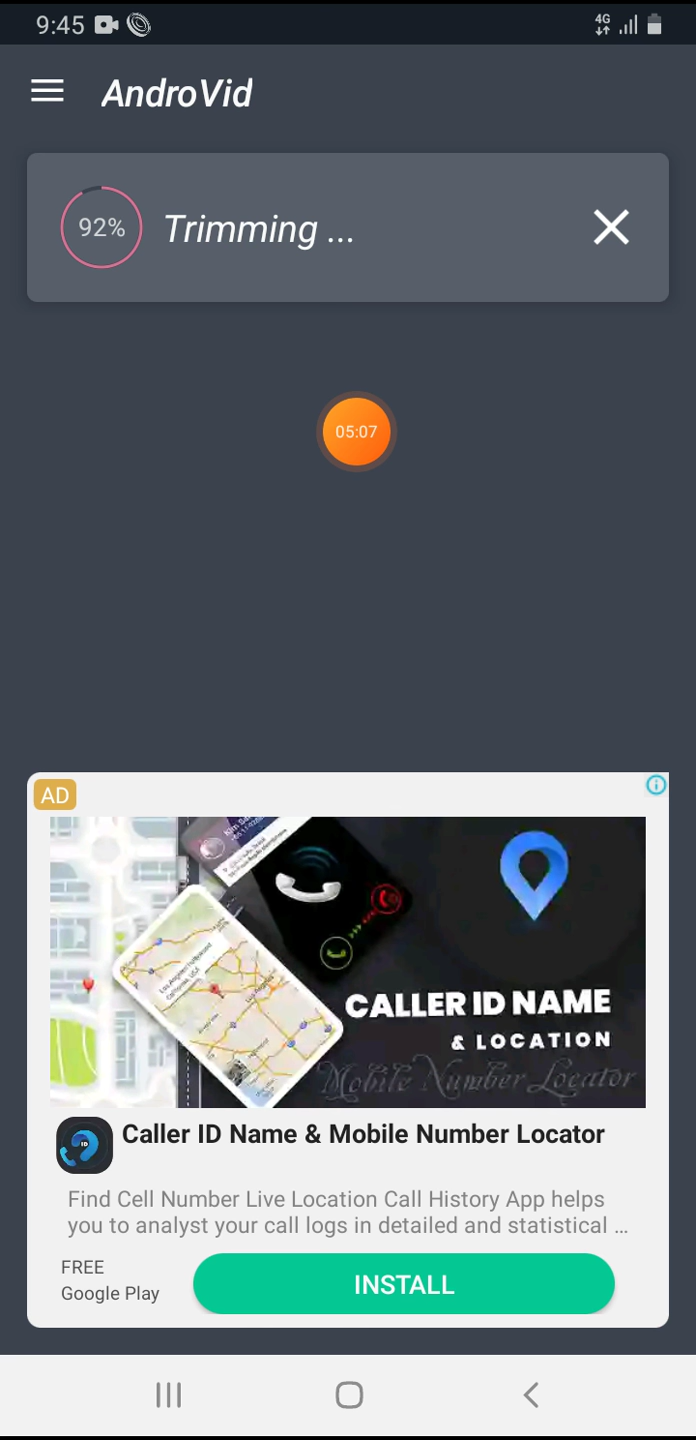 9:45
4G
AndroVid
92%
Trimming ...
05:07
AD
CALLER ID NAME
& LOCATION
Mobile Number Locator
Caller ID Name & Mobile Number Locator
Find Cell Number Live Location Call History App helps
you to analyst your call logs in detailed and statistical ...
FREE
Google Play
INSTALL